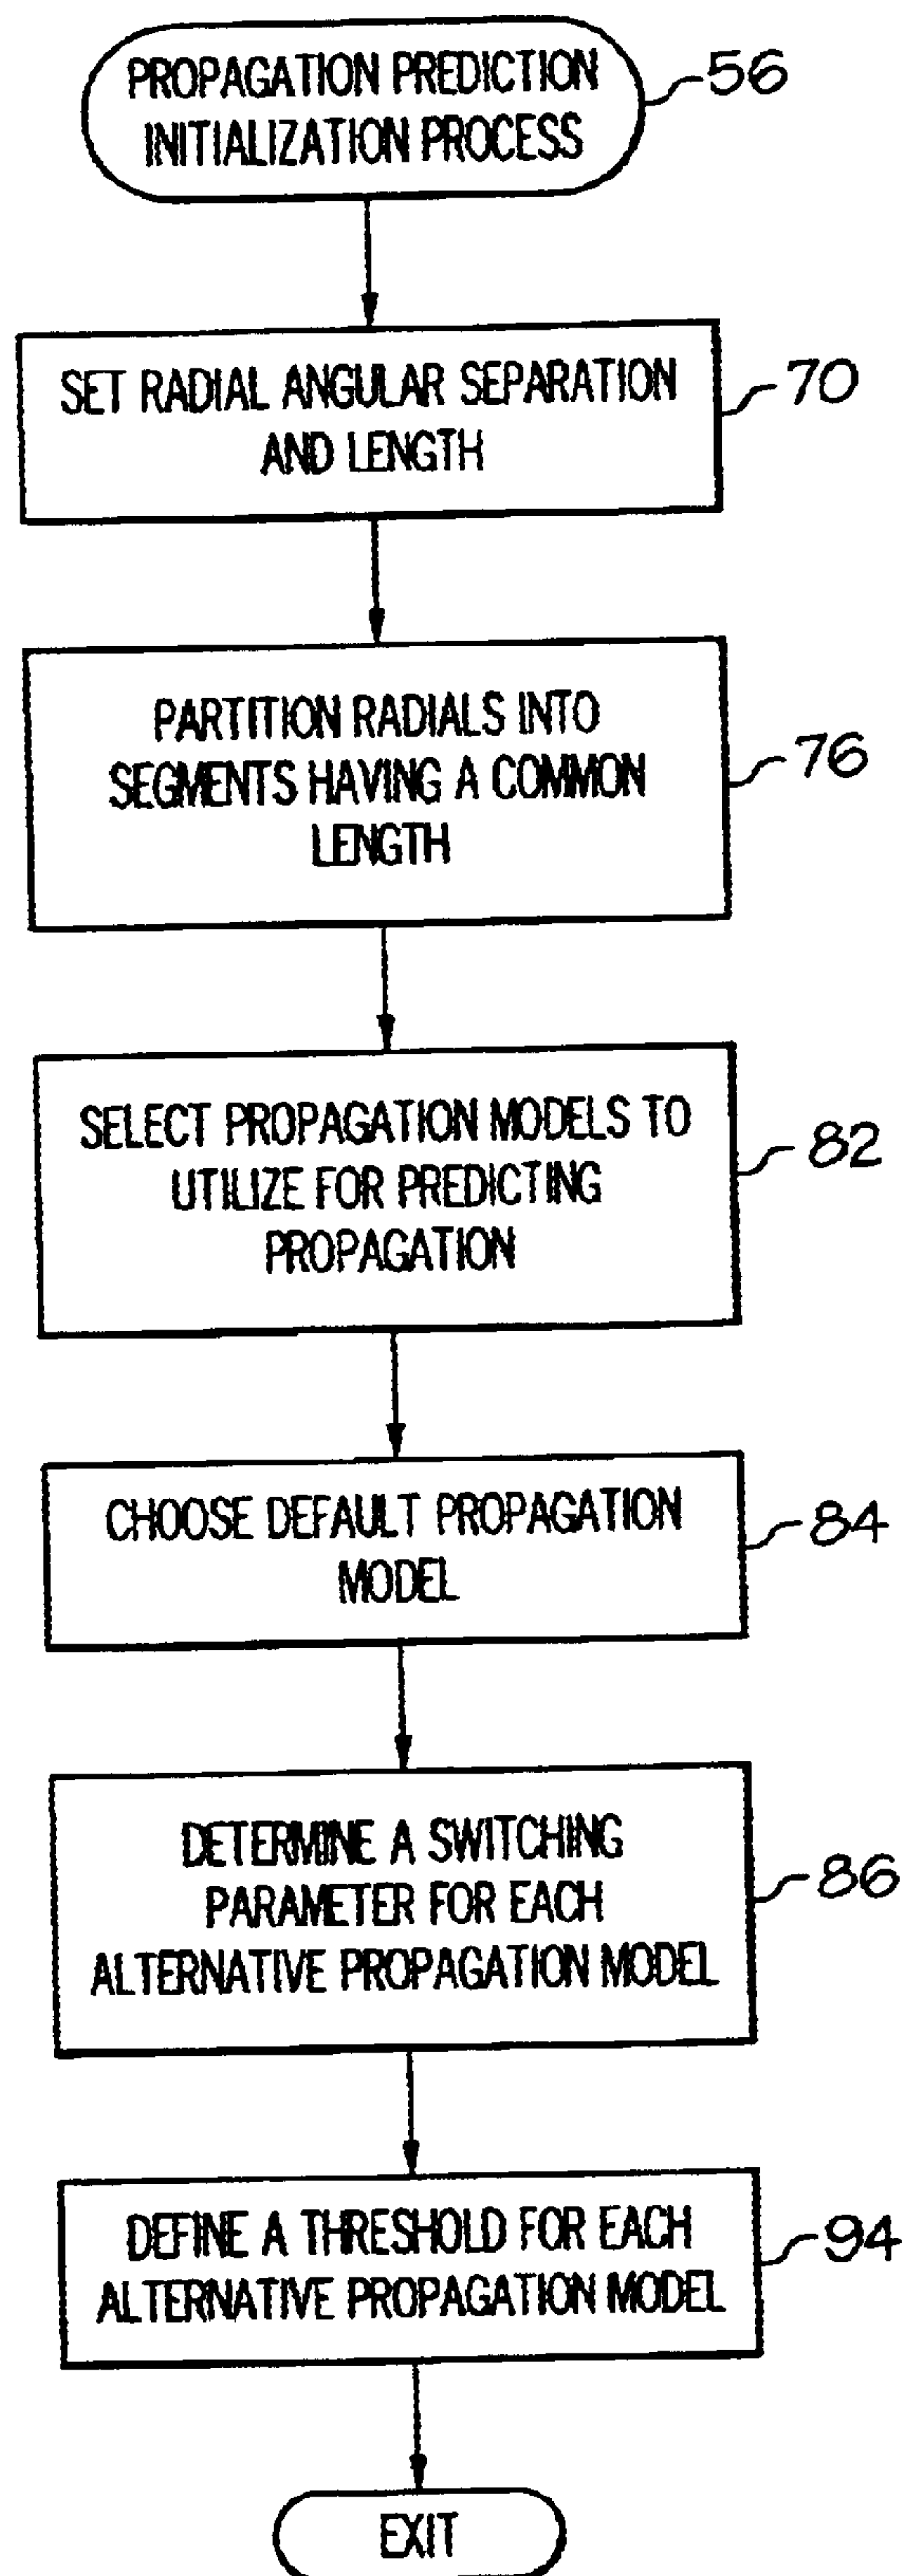 PROPAGATION PREDICTION
INITIALIZATION PROCESS
56
SET RADIAL ANGULAR SEPARATION
AND LENGTH
70
PARTITION RADIALS INTO
SEGMENTS HAVING A COMMON
LENGTH
76
SELECT PROPAGATION MODELS TO
UTILIZE FOR PREDICTING
PROPAGATION
82
CHOOSE DEFAULT PROPAGATION
MODEL
84
DETERMINE A SWITCHING
PARAMETER FOR EACH
ALTERNATIVE PROPAGATION MODEL
86
DEFINE A THRESHOLD FOR EACH
ALTERNATIVE PROPAGATION MODEL
94
EXIT